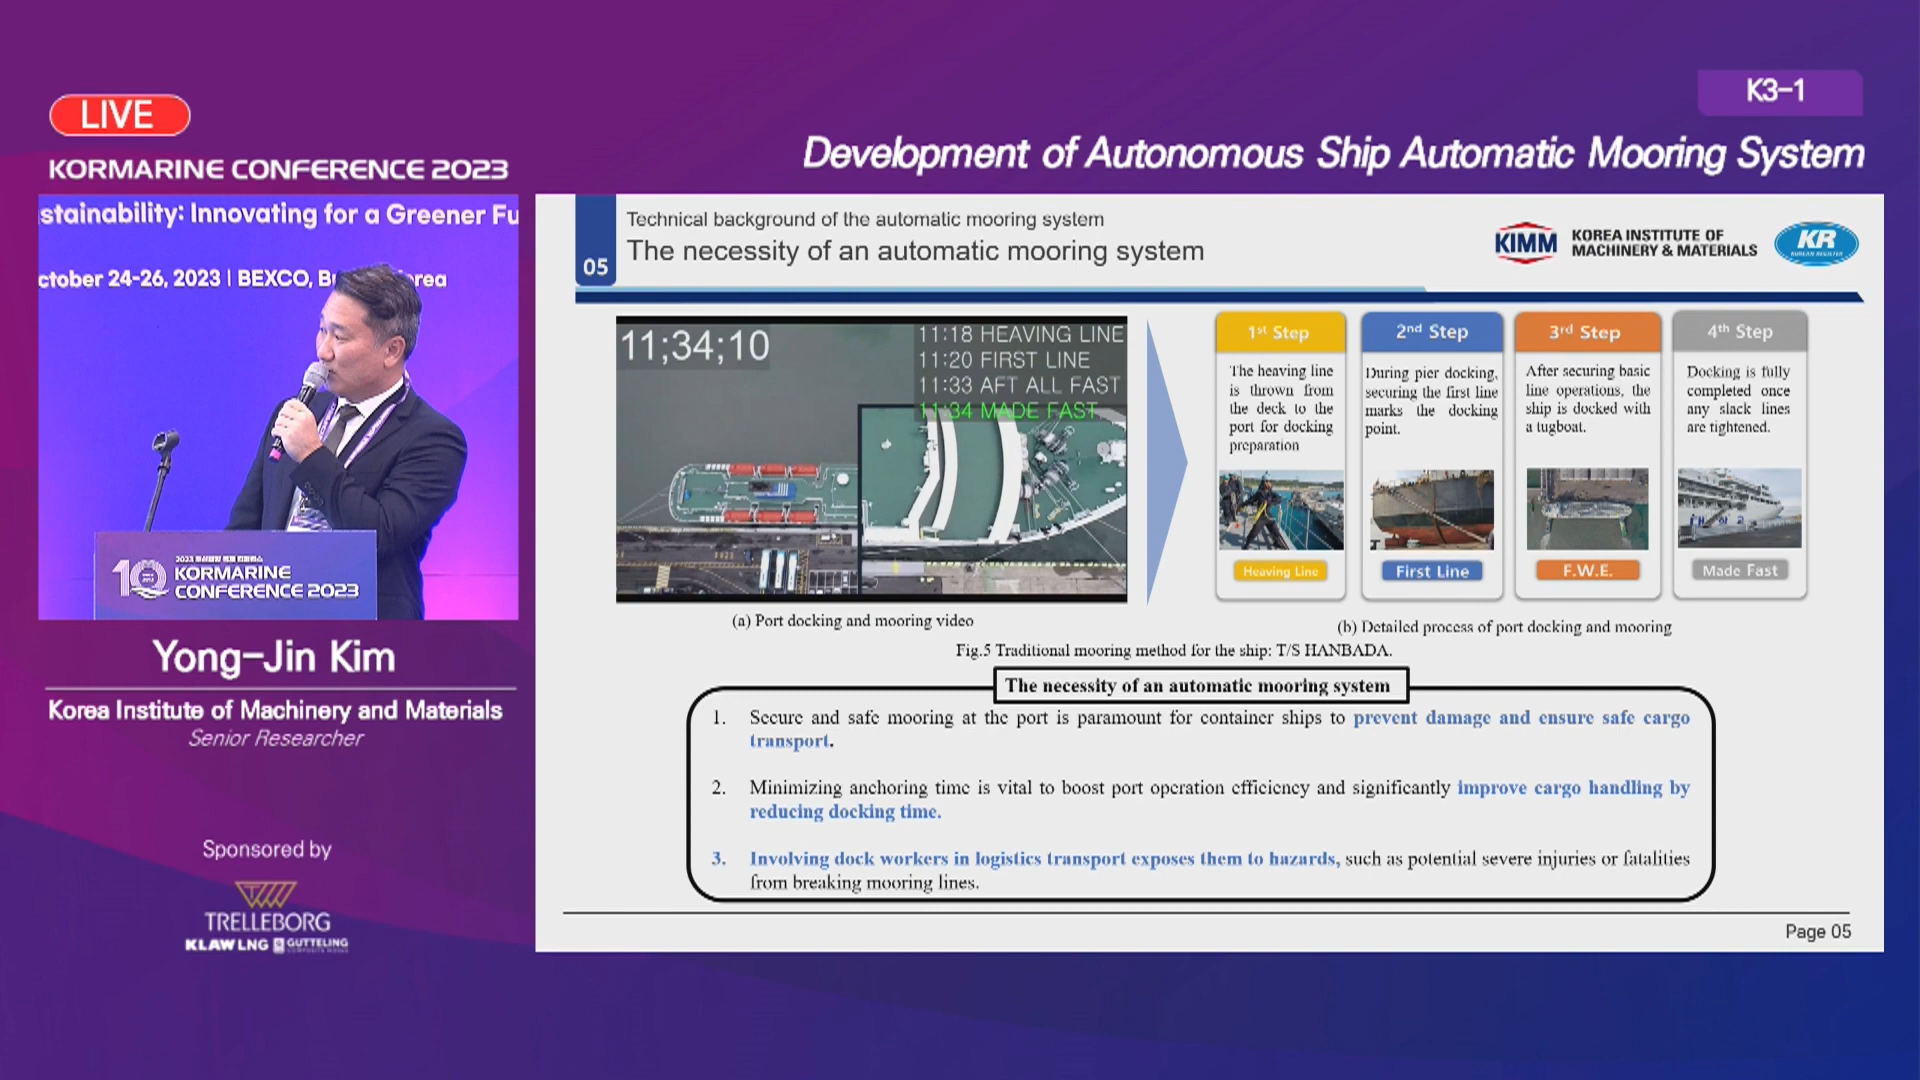 LIVE
KORMARINE CONFERENCE 2023
K3-1
Development of Autonomous Ship Automatic Mooring System
stainability: Innovating for a Greener Fu
ctober 24-26, 2023 | BEXCO, Bu rea
10
KORMARINE
CONFERENCE 2023
Yong-Jin Kim
Korea Institute of Machinery and Materials
Senior Researcher
Sponsored by
TRELLEBORG
KLAW LNG GUTTELING
05
Technical background of the automatic mooring system
The necessity of an automatic mooring system
KIMM
KOREA INSTITUTE OF
MACHINERY & MATERIALS
KR
KOREAN REGISTER
11;34;10
11:18 HEAVING LINE
11:20 FIRST LINE
11:33 AFT ALL FAST
11:34 MADE FAST
(a) Port docking and mooring video
1st Step
The heaving line
is thrown from
the deck to the
port for docking
preparation
Heaving Line
2nd Step
During pier docking,
securing the first line
marks the docking
point.
First Line
3rd Step
After securing basic
line operations, the
ship is docked with
a tugboat.
F.W.E.
4th Step
Docking is fully
completed once
any slack lines
are tightened.
Made Fast
(b) Detailed process of port docking and mooring
Fig.5 Traditional mooring method for the ship: T/S HANBADA.
The necessity of an automatic mooring system
1. Secure and safe mooring at the port is paramount for container ships to prevent damage and ensure safe cargo
transport.
2. Minimizing anchoring time is vital to boost port operation efficiency and significantly improve cargo handling by
reducing docking time.
3. Involving dock workers in logistics transport exposes them to hazards, such as potential severe injuries or fatalities
from breaking mooring lines.
Page 05